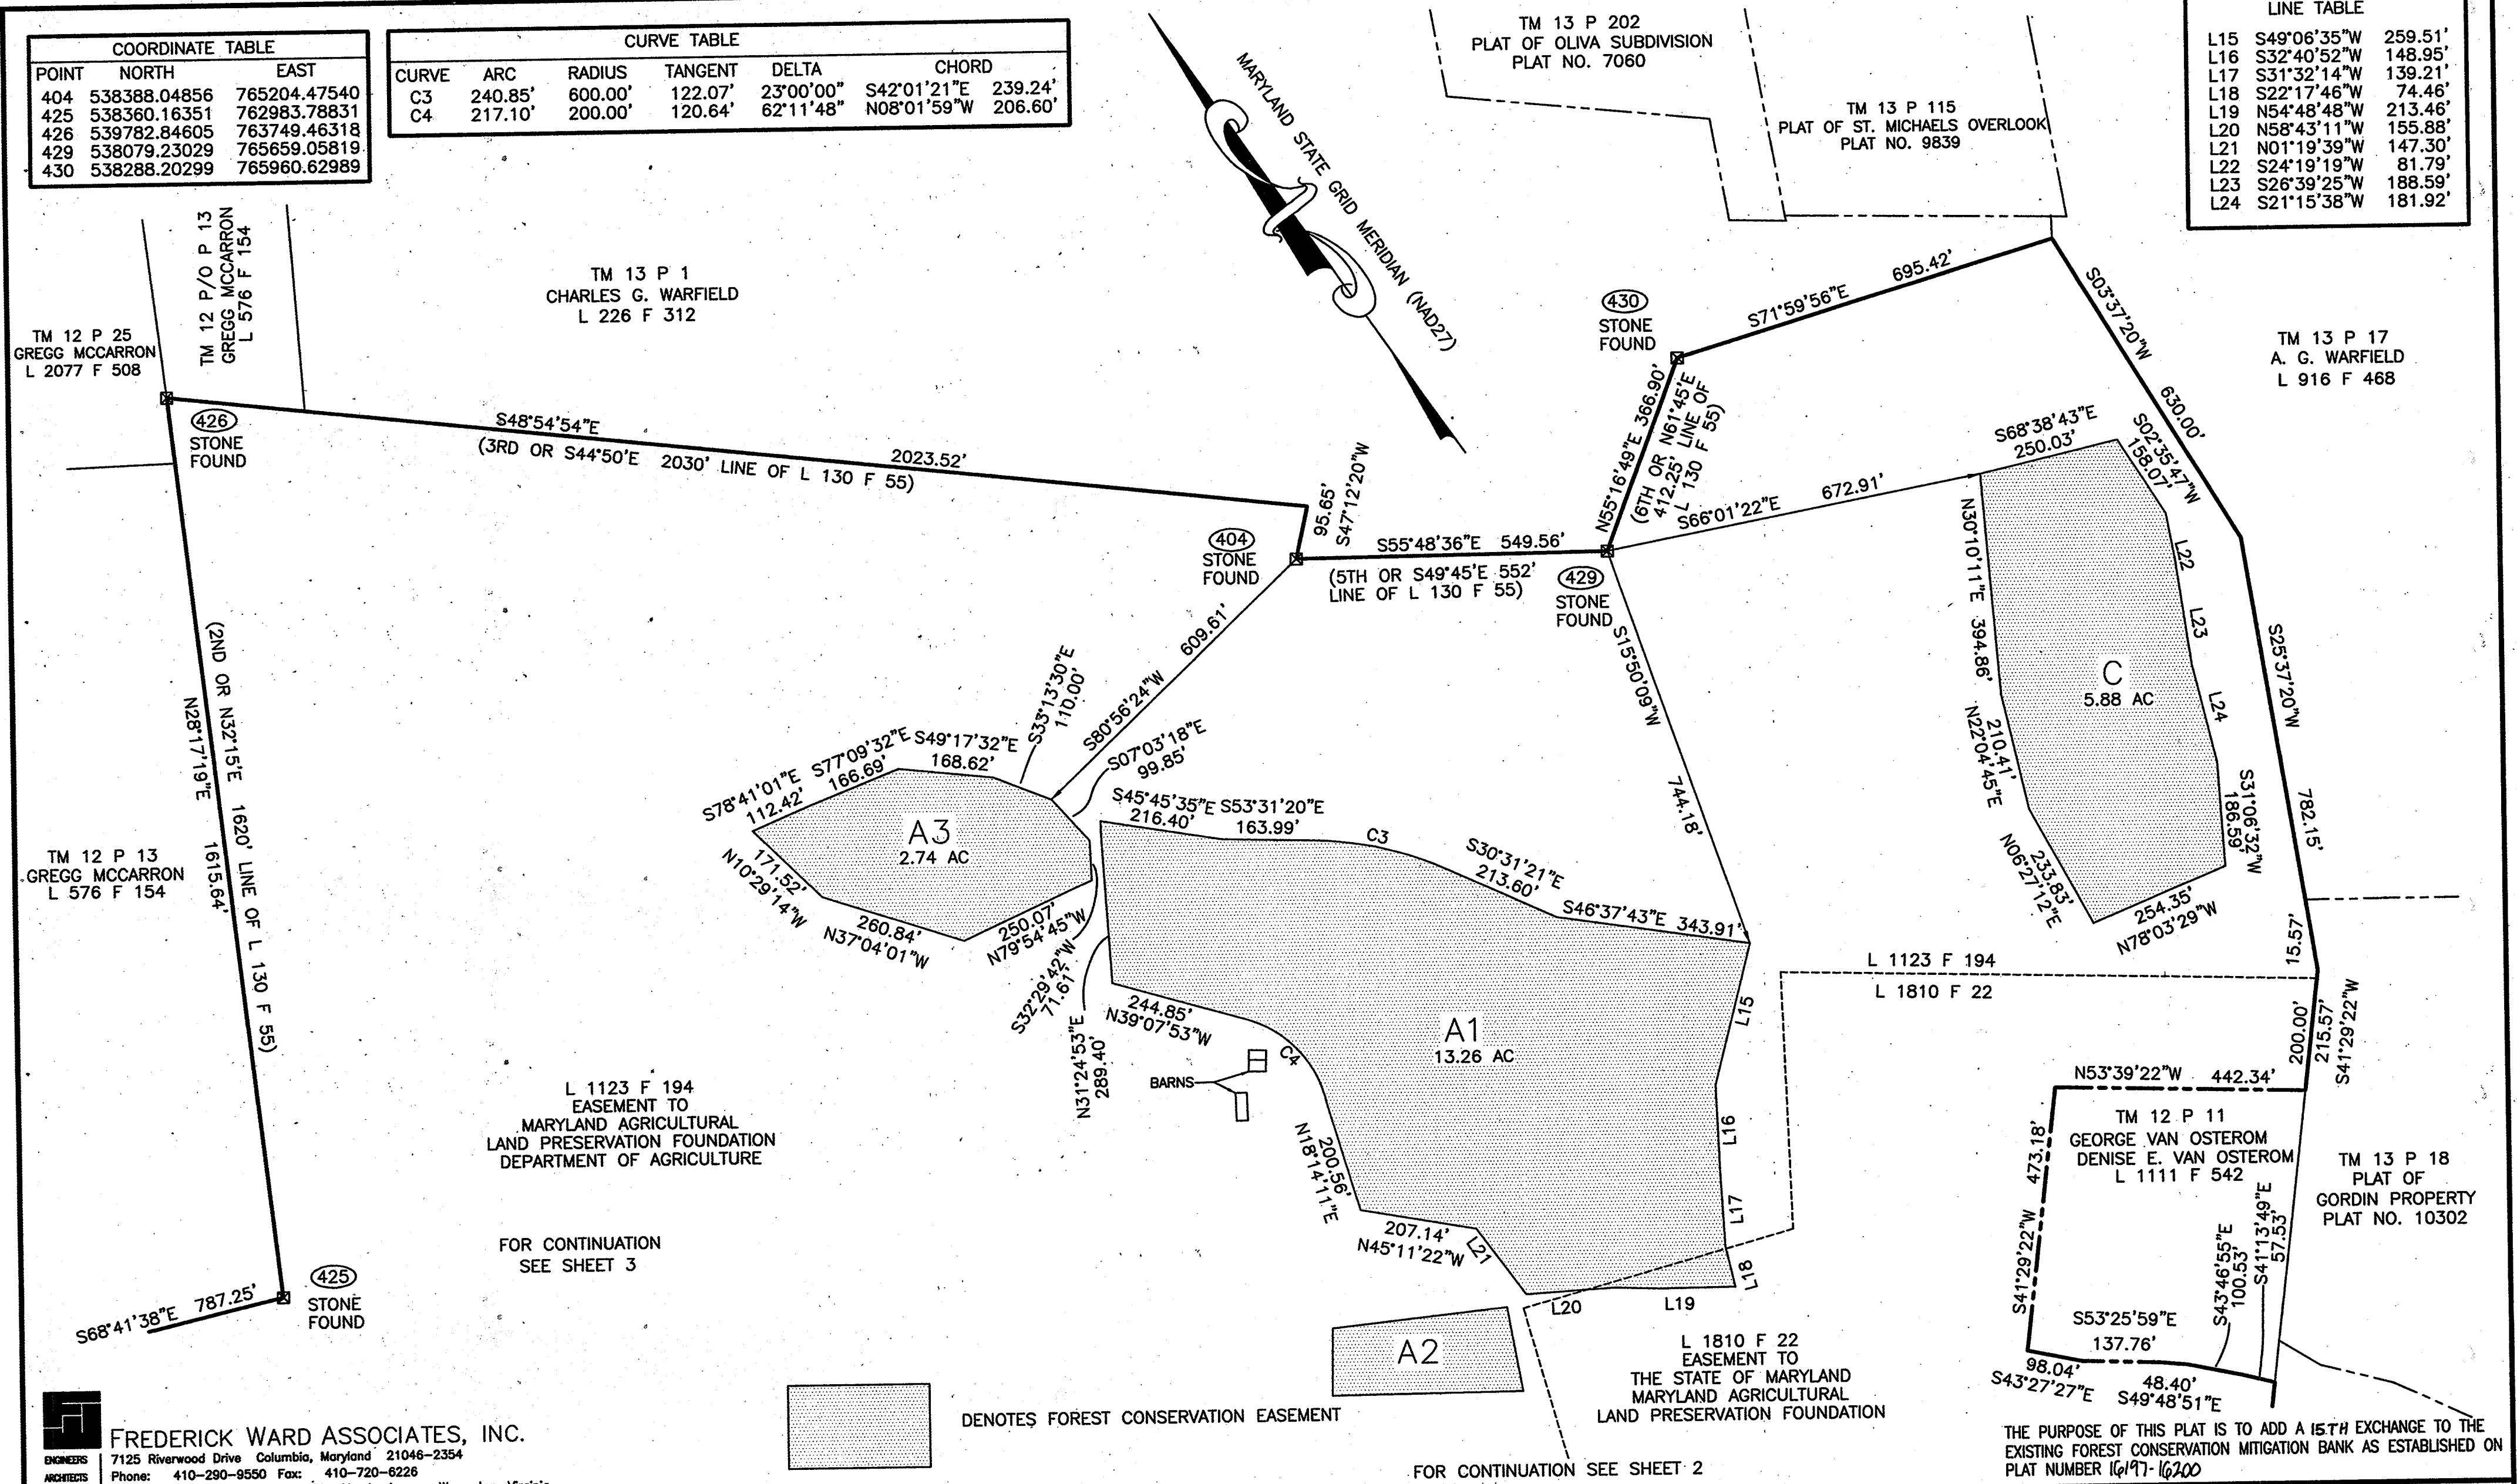 COORDINATE TABLE
POINT NORTH EAST
404 538388.04856 765204.47540
425 538360.16351 762983.78831
426 539782.84605 763749.46318
429 538079.23029 765659.05819
430 538288.20299 765960.62989
CURVE TABLE
CURVE ARC RADIUS TANGENT DELTA CHORD
C3 240.85' 600.00' 122.07' 23°00'00" S42°01'21"E 239.24'
C4 217.10' 200.00' 120.64' 62°11'48" N08°01'59"W 206.60'
MARYLAND STATE GRID MERIDIAN (NAD27)
TM 13 P 202
PLAT OF OLIVA SUBDIVISION
PLAT NO. 7060
TM 13 P 115
PLAT OF ST. MICHAELS OVERLOOK
PLAT NO. 9839
LINE TABLE
L15 S49°06'35"W 259.51'
L16 S32°40'52"W 148.95'
L17 S31°32'14"W 139.21'
L18 S22°17'46"W 74.46'
L19 N54°48'48"W 213.46'
L20 N58°43'11"W 155.88'
L21 N01°19'39"W 147.30'
L22 S24°19'19"W 81.79'
L23 S26°39'25"W 188.59'
L24 S21°15'38"W 181.92'
TM 12 P 25
GREGG MCCARRON
L 2077 F 508
TM 12 P/O P 13
GREGG MCCARRON
L 576 F 154
TM 13 P 1
CHARLES G. WARFIELD
L 226 F 312
TM 13 P 17
A. G. WARFIELD
L 916 F 468
426
STONE
FOUND
S48°54'54"E
2023.52'
(3RD OR S44°50'E 2030' LINE OF L 130 F 55)
95.65'
S47°12'20"W
404
STONE
FOUND
S55°48'36"E 549.56'
(5TH OR S49°45'E 552'
LINE OF L 130 F 55)
429
STONE
FOUND
430
STONE
FOUND
N55°16'49"E 366.90'
(6TH OR N61°45'E
412.25' LINE OF
L 130 F 55)
S71°59'56"E 695.42'
S03°37'20"W 630.00'
S66°01'22"E 672.91'
S68°38'43"E
250.03'
S02°35'47"W
158.07'
L22
L23
L24
N30°10'11"E 394.86'
C
5.88 AC
210.41'
N22°04'45"E
233.83'
N06°27'12"E
254.35'
N78°03'29"W
S31°06'32"W
186.59'
S25°37'20"W 782.15'
15.57'
(2ND OR N32°15'E 1620' LINE OF L 130 F 55)
N28°17'19"E 1615.64'
TM 12 P 13
GREGG MCCARRON
L 576 F 154
S80°56'24"W 609.61'
S15°50'09"W 744.18'
S33°13'30"E
110.00'
S07°03'18"E
99.85'
S49°17'32"E
168.62'
S77°09'32"E
166.69'
S78°41'01"E
112.42'
A3
2.74 AC
171.52'
N10°29'14"W
260.84'
N37°04'01"W
250.07'
N79°54'45"W
S32°29'42"W
71.61'
S45°45'35"E
216.40'
S53°31'20"E
163.99'
C3
S30°31'21"E
213.60'
S46°37'43"E 343.91'
N31°24'53"E
289.40'
244.85'
N39°07'53"W
C4
A1
13.26 AC
L15
L16
L17
L18
L19
L20
L21
BARNS
200.56'
N18°14'11"E
207.14'
N45°11'22"W
L 1123 F 194
L 1810 F 22
200.00'
215.57'
S41°29'22"W
N53°39'22"W 442.34'
TM 12 P 11
GEORGE VAN OSTEROM
DENISE E. VAN OSTEROM
L 1111 F 542
S41°29'22"W 473.18'
S53°25'59"E
137.76'
98.04'
S43°27'27"E
48.40'
S49°48'51"E
S43°46'55"E
100.53'
S41°13'49"E
57.53'
TM 13 P 18
PLAT OF
GORDIN PROPERTY
PLAT NO. 10302
L 1123 F 194
EASEMENT TO
MARYLAND AGRICULTURAL
LAND PRESERVATION FOUNDATION
DEPARTMENT OF AGRICULTURE
FOR CONTINUATION
SEE SHEET 3
425
STONE
FOUND
S68°41'38"E 787.25'
A2
L 1810 F 22
EASEMENT TO
THE STATE OF MARYLAND
MARYLAND AGRICULTURAL
LAND PRESERVATION FOUNDATION
DENOTES FOREST CONSERVATION EASEMENT
FOR CONTINUATION SEE SHEET 2
FREDERICK WARD ASSOCIATES, INC.
ENGINEERS
ARCHITECTS
7125 Riverwood Drive Columbia, Maryland 21046-2354
Phone: 410-290-9550 Fax: 410-720-6226
THE PURPOSE OF THIS PLAT IS TO ADD A 15TH EXCHANGE TO THE
EXISTING FOREST CONSERVATION MITIGATION BANK AS ESTABLISHED ON
PLAT NUMBER 16197-16200